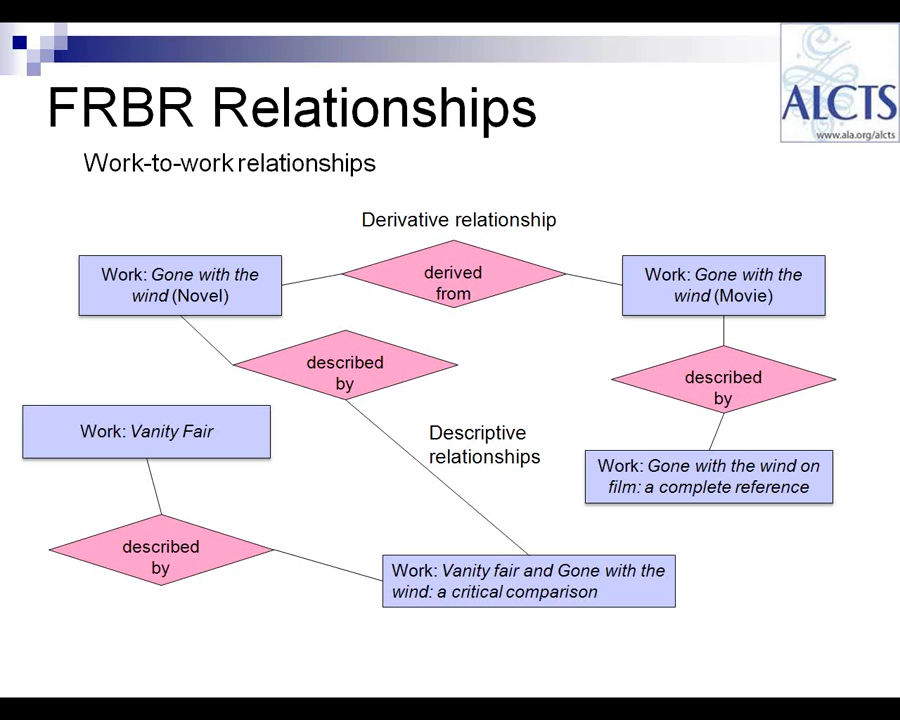 ALCTS
www.ala.org/alcts
FRBR Relationships
Work-to-work relationships
Derivative relationship
Work: Gone with the
wind (Novel)
derived
from
Work: Gone with the
wind (Movie)
described
by
described
by
Work: Vanity Fair
Descriptive
relationships
Work: Gone with the wind on
film: a complete reference
described
by
Work: Vanity fair and Gone with the
wind: a critical comparison